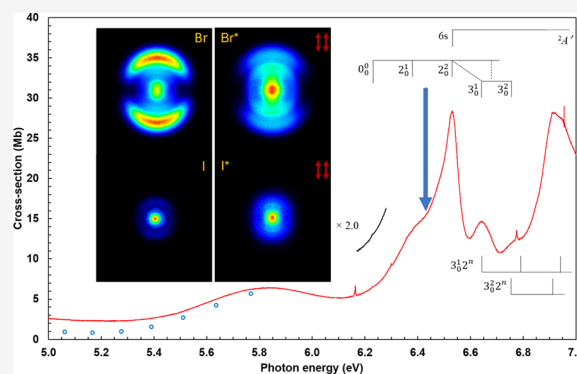 40
35
30
25
20
15
10
5
0
Cross-section (Mb)
Br
Br*
I
I*
6s
²A′
0⁰₀
2¹₀
2²₀
3¹₀
3²₀
× 2.0
3¹₀2ⁿ
3²₀2ⁿ
5.0 5.2 5.4 5.6 5.8 6.0 6.2 6.4 6.6 6.8 7.
Photon energy (eV)